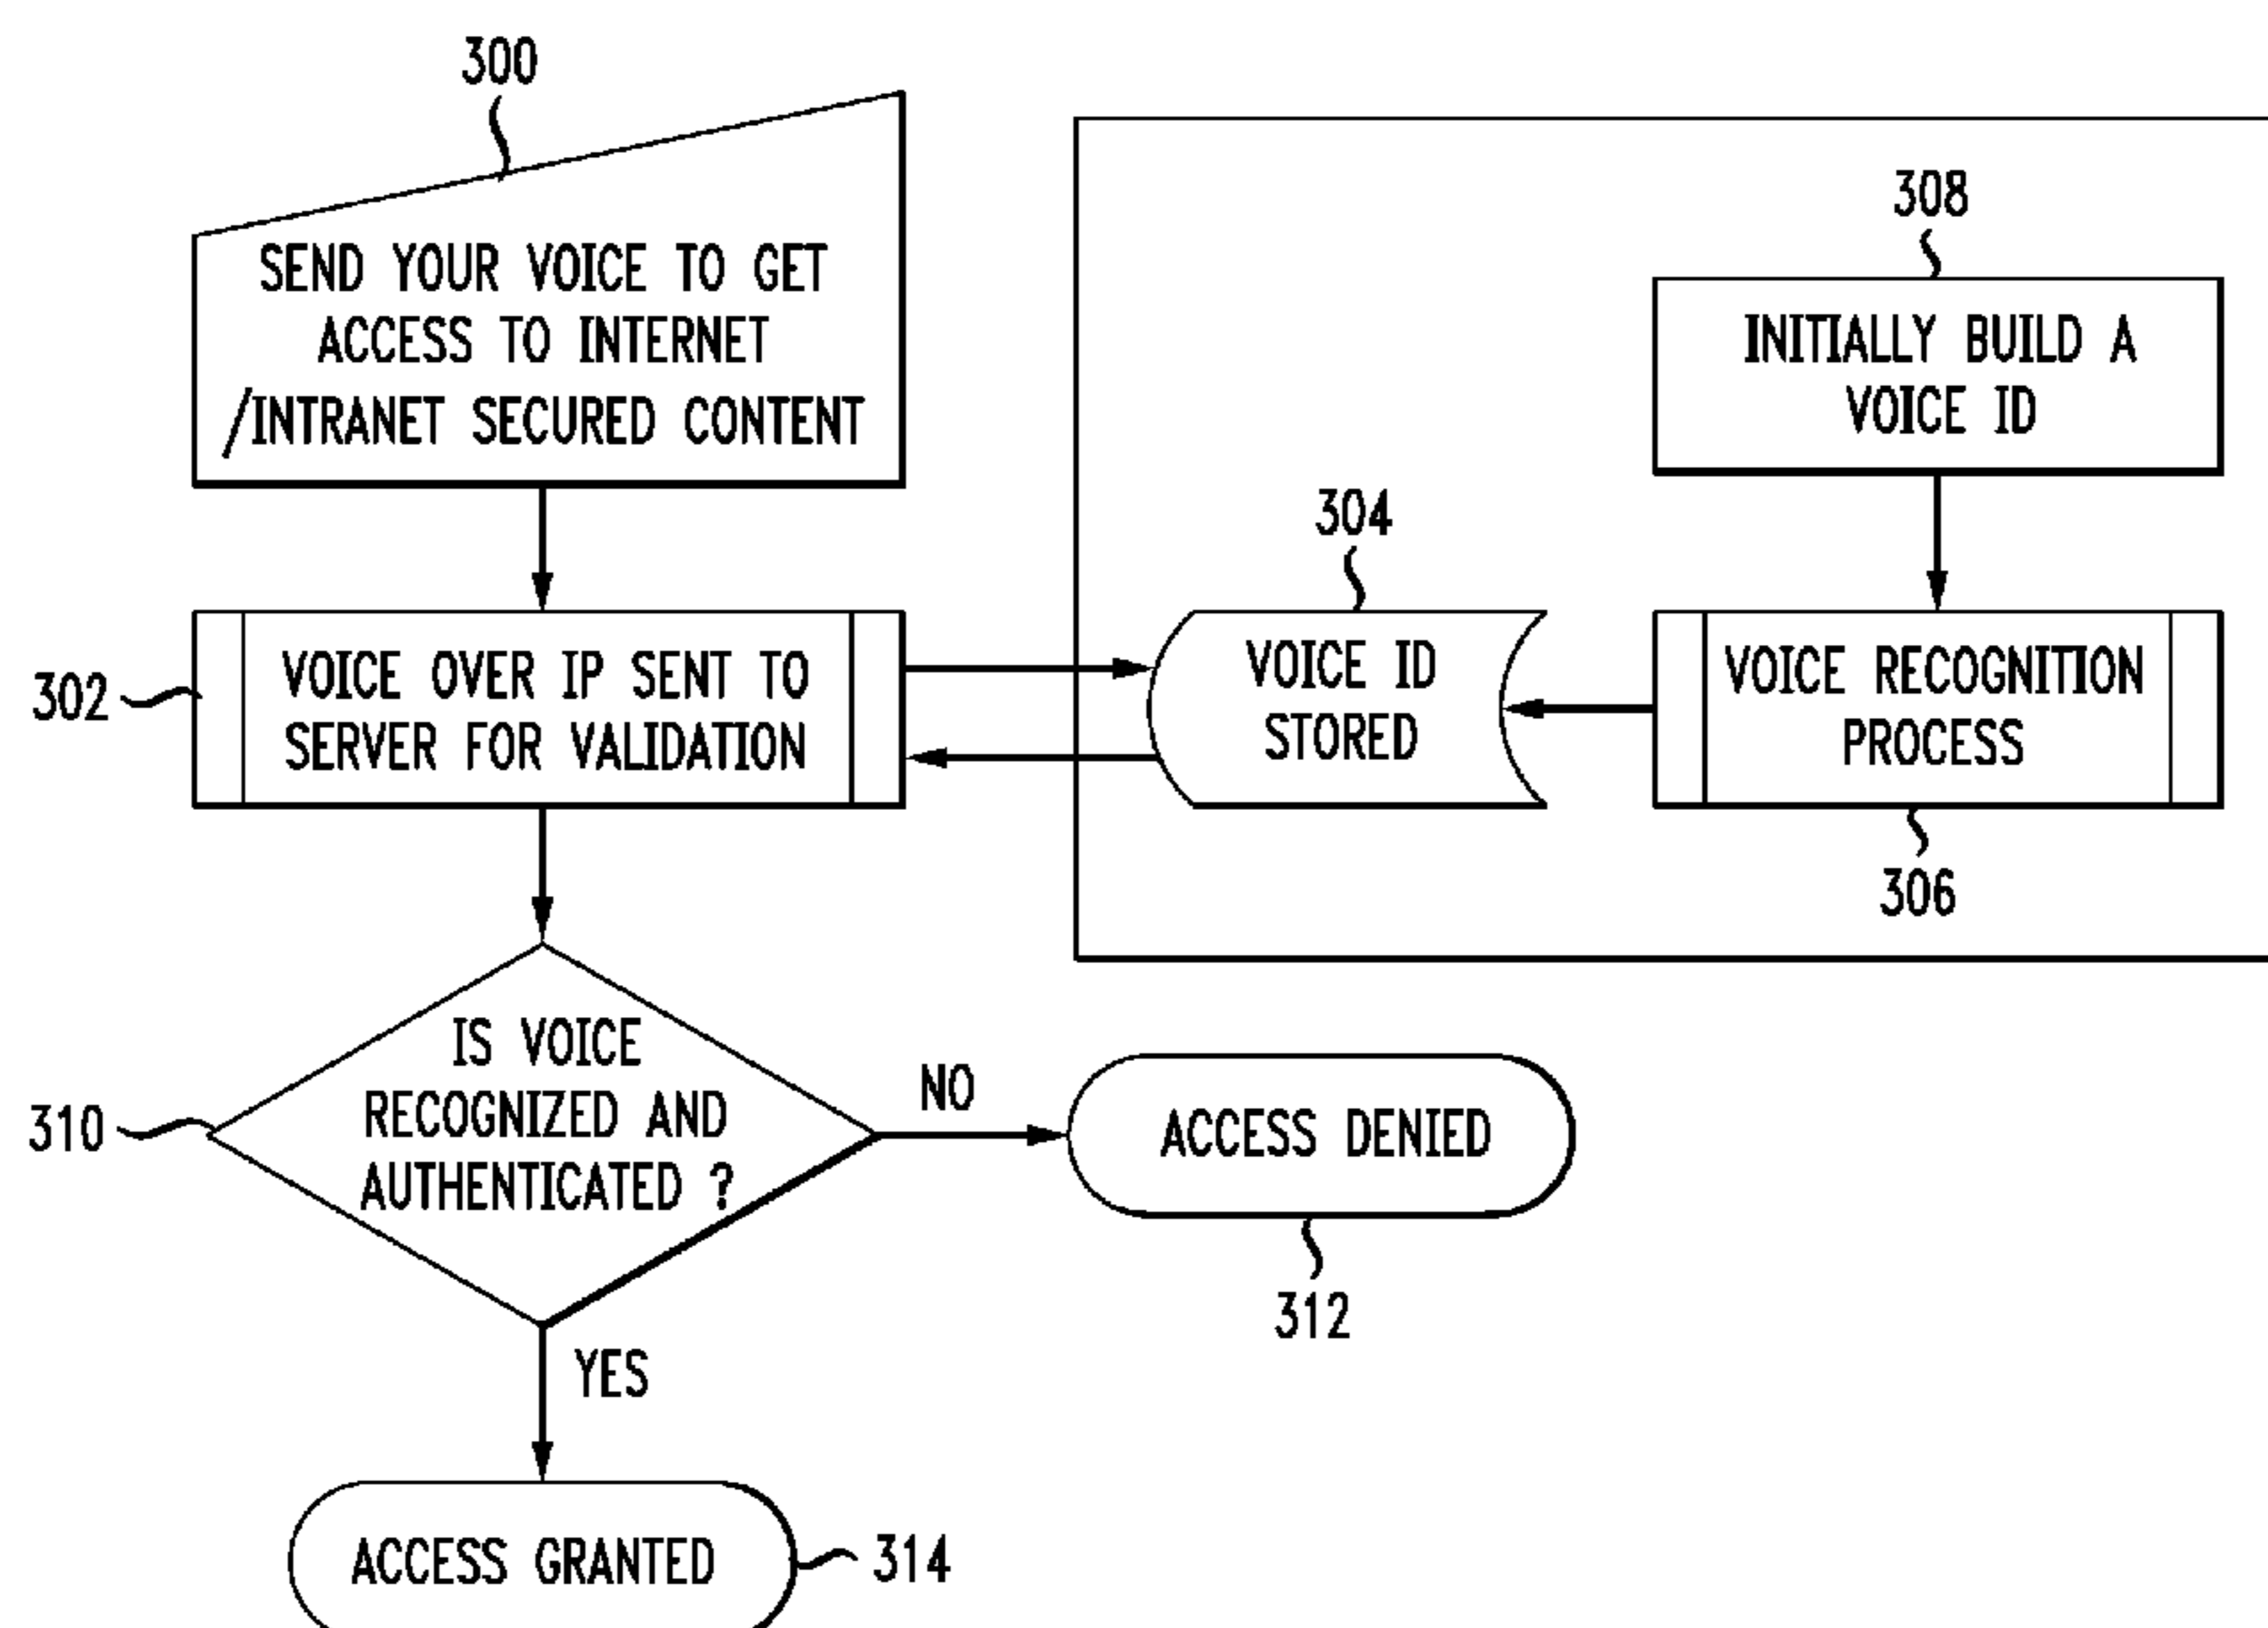 300
SEND YOUR VOICE TO GET
ACCESS TO INTERNET
/INTRANET SECURED CONTENT
308
INITIALLY BUILD A
VOICE ID
302
VOICE OVER IP SENT TO
SERVER FOR VALIDATION
304
VOICE ID
STORED
VOICE RECOGNITION
PROCESS
306
310
IS VOICE
RECOGNIZED AND
AUTHENTICATED ?
NO
ACCESS DENIED
312
YES
ACCESS GRANTED
314